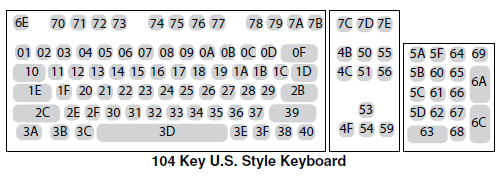 6E 70 71 72 73 74 75 76 77 78 79 7A 7B 7C 7D 7E
01 02 03 04 05 06 07 08 09 0A 0B 0C 0D 0F 4B 50 55 5A 5F 64 69
10 11 12 13 14 15 16 17 18 19 1A 1B 1C 1D 4C 51 56 5B 60 65 6A
1E 1F 20 21 22 23 24 25 26 27 28 29 2B 5C 61 66
2C 2E 2F 30 31 32 33 34 35 36 37 39 53 5D 62 67 6C
3A 3B 3C 3D 3E 3F 38 40 4F 54 59 63 68
104 Key U.S. Style Keyboard